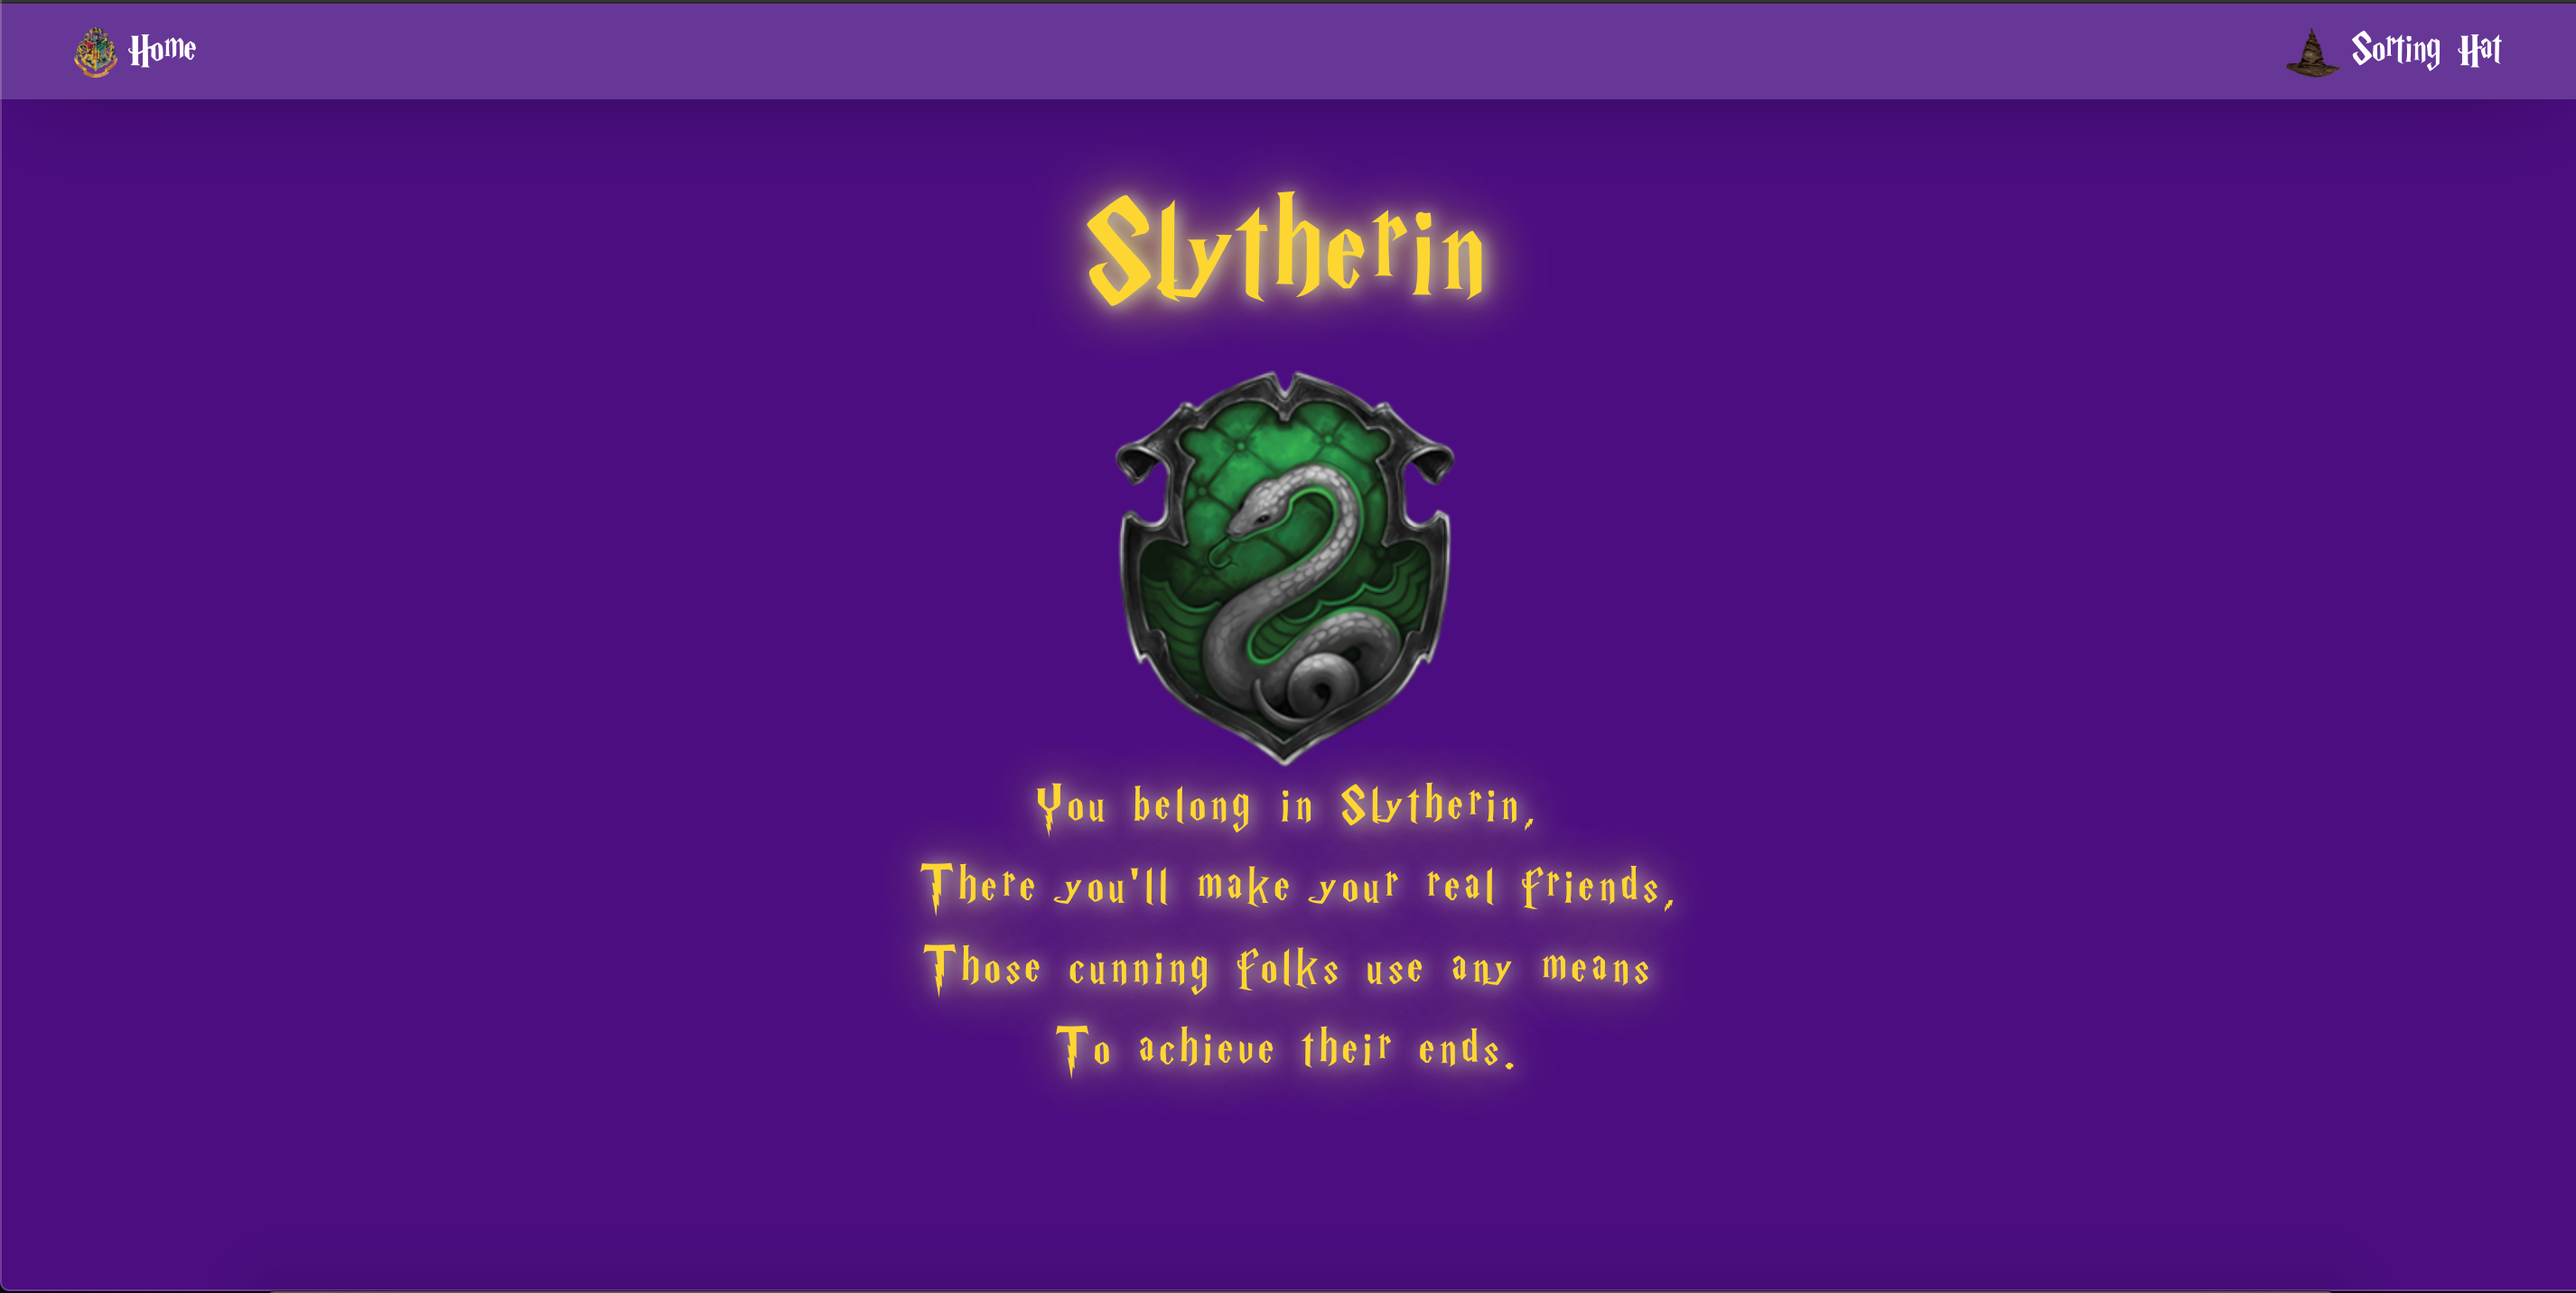 Home
Sorting Hat
Slytherin
You belong in Slytherin,
There you'll make your real friends,
Those cunning folks use any means
To achieve their ends.